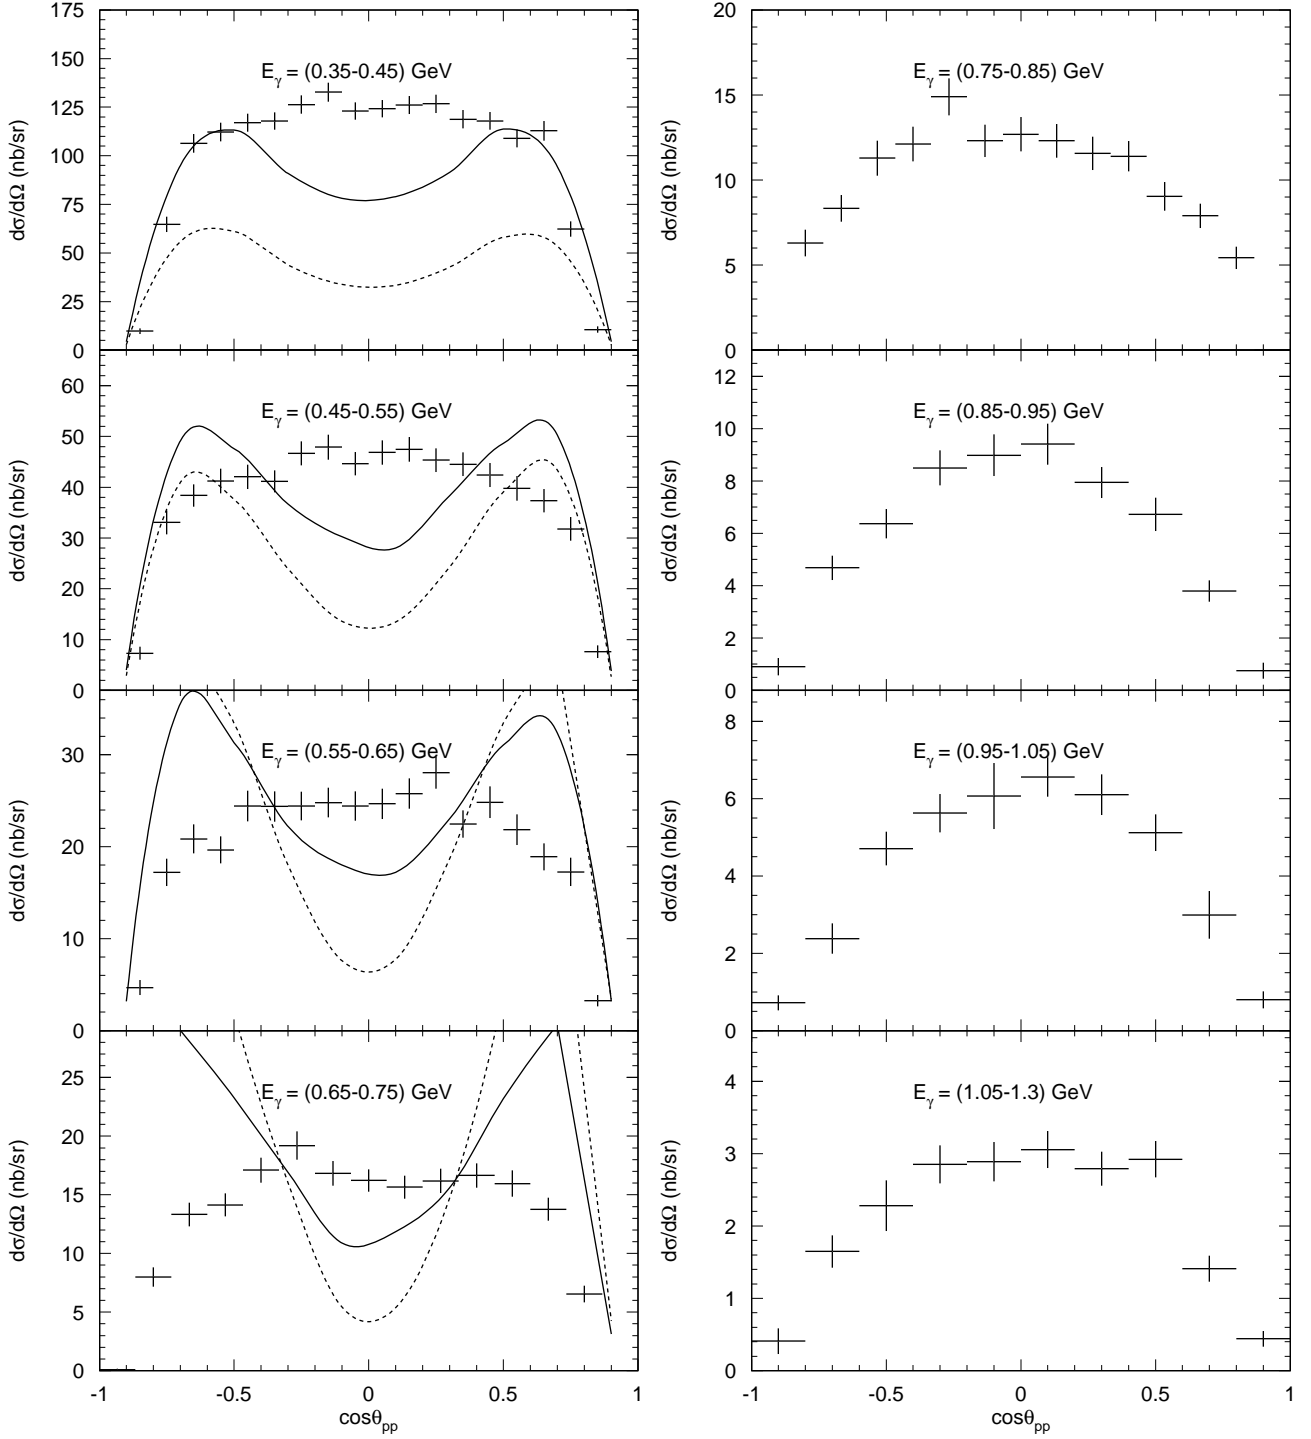 175
150
125
100
75
50
25
0
dσ/dΩ (nb/sr)
E_γ = (0.35-0.45) GeV
60
50
40
30
20
10
0
dσ/dΩ (nb/sr)
E_γ = (0.45-0.55) GeV
30
20
10
0
dσ/dΩ (nb/sr)
E_γ = (0.55-0.65) GeV
25
20
15
10
5
0
dσ/dΩ (nb/sr)
E_γ = (0.65-0.75) GeV
-1 -0.5 0 0.5 1
cosθ_pp
20
15
10
5
0
dσ/dΩ (nb/sr)
E_γ = (0.75-0.85) GeV
12
10
8
6
4
2
0
dσ/dΩ (nb/sr)
E_γ = (0.85-0.95) GeV
8
6
4
2
0
dσ/dΩ (nb/sr)
E_γ = (0.95-1.05) GeV
4
3
2
1
0
dσ/dΩ (nb/sr)
E_γ = (1.05-1.3) GeV
-1 -0.5 0 0.5 1
cosθ_pp